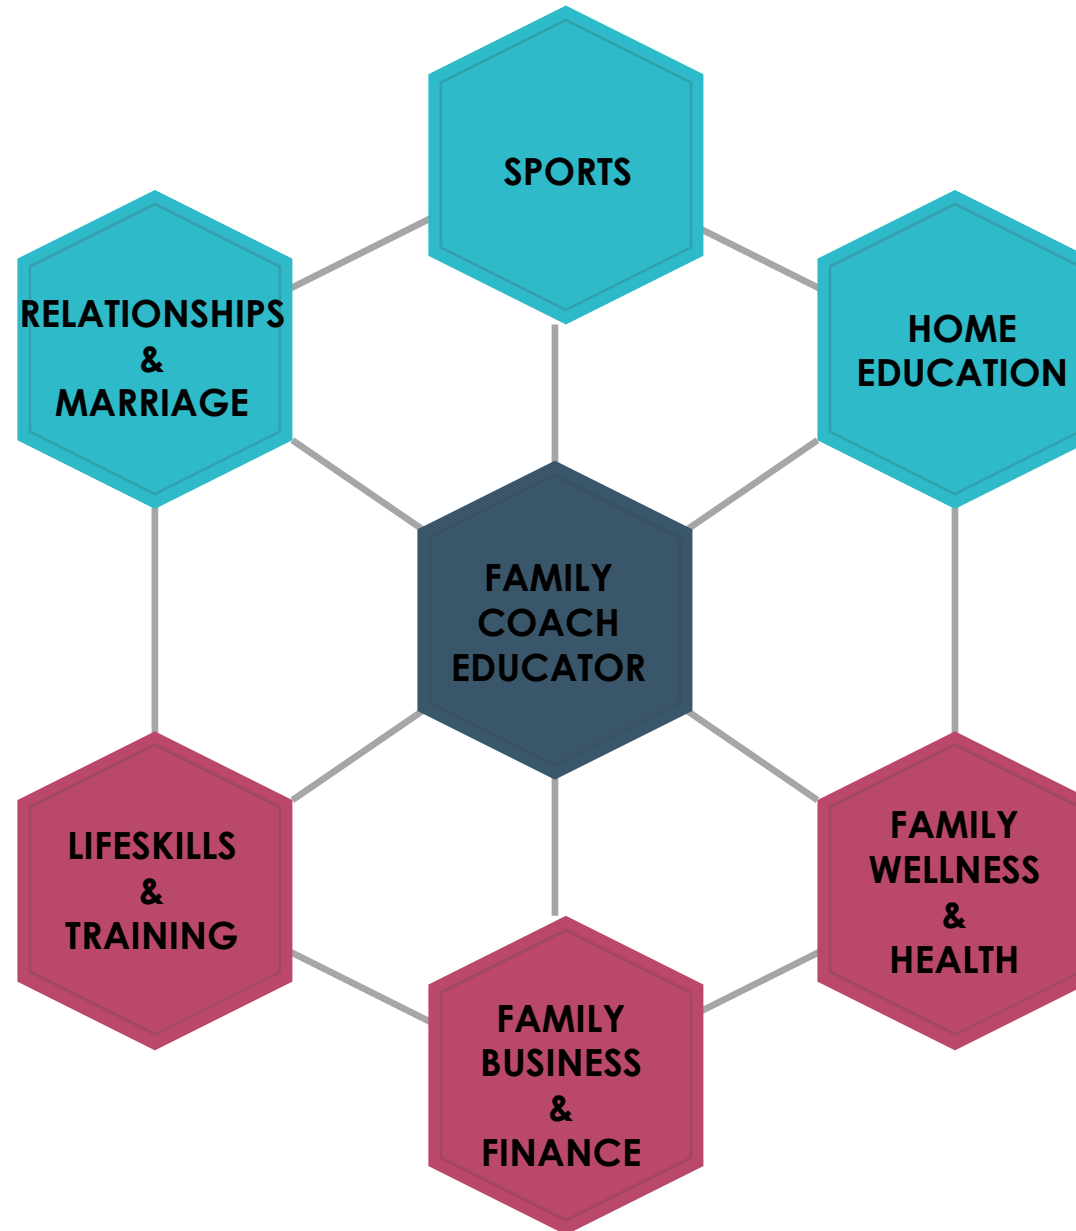 SPORTS
RELATIONSHIPS
&
MARRIAGE
HOME
EDUCATION
FAMILY
COACH
EDUCATOR
LIFESKILLS
&
TRAINING
FAMILY
WELLNESS
&
HEALTH
FAMILY
BUSINESS
&
FINANCE